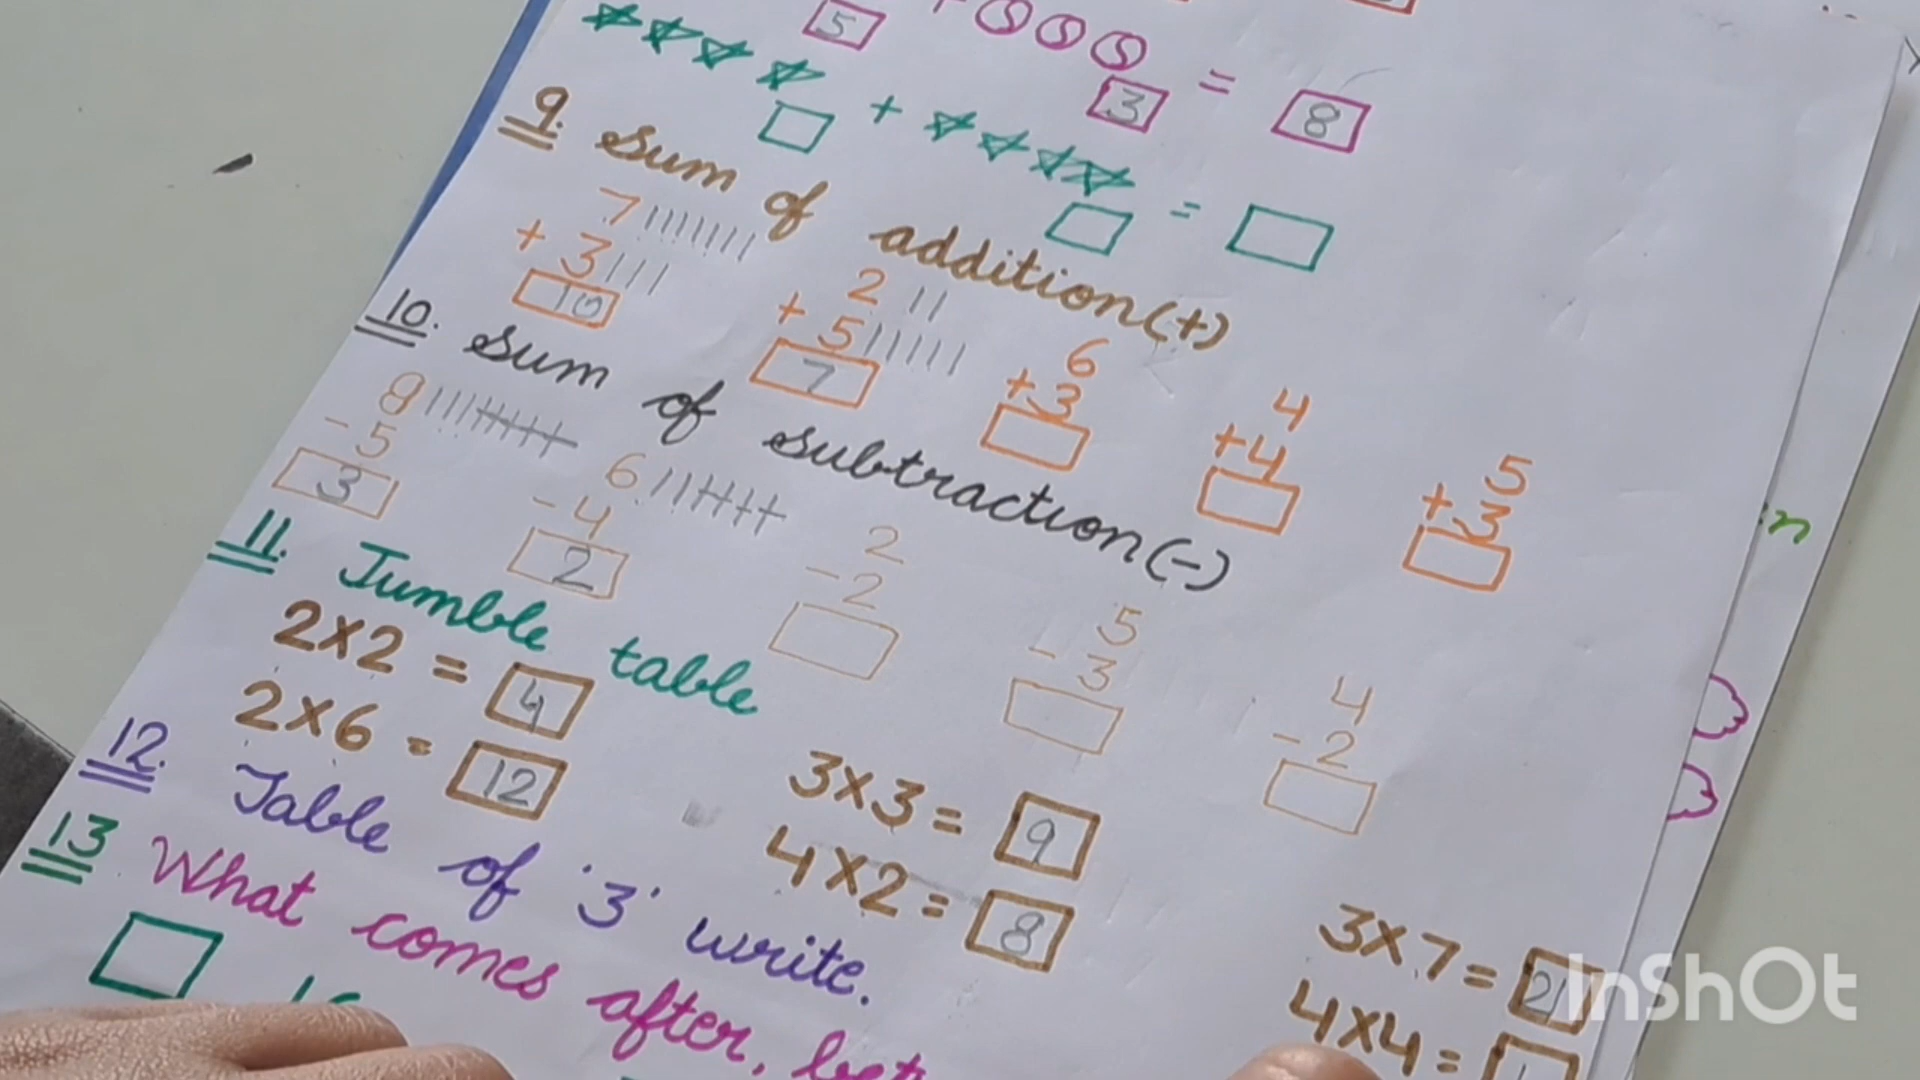 5 + 3 = 8
+ =
9. Sum of addition(+)
7 + 3 10
2 + 5 7
6 +3
4 +4
5 +3
10. Sum of subtraction(-)
8 - 5 3
6 - 4 2
2 - 2
5 - 3
4 - 2
11. Jumble table
2X2 = 4
3X3 = 9
3X7 = 21
2X6 = 12
4X2 = 8
4X4 =
12. Table of '3' write.
13 What comes after,
InShOt